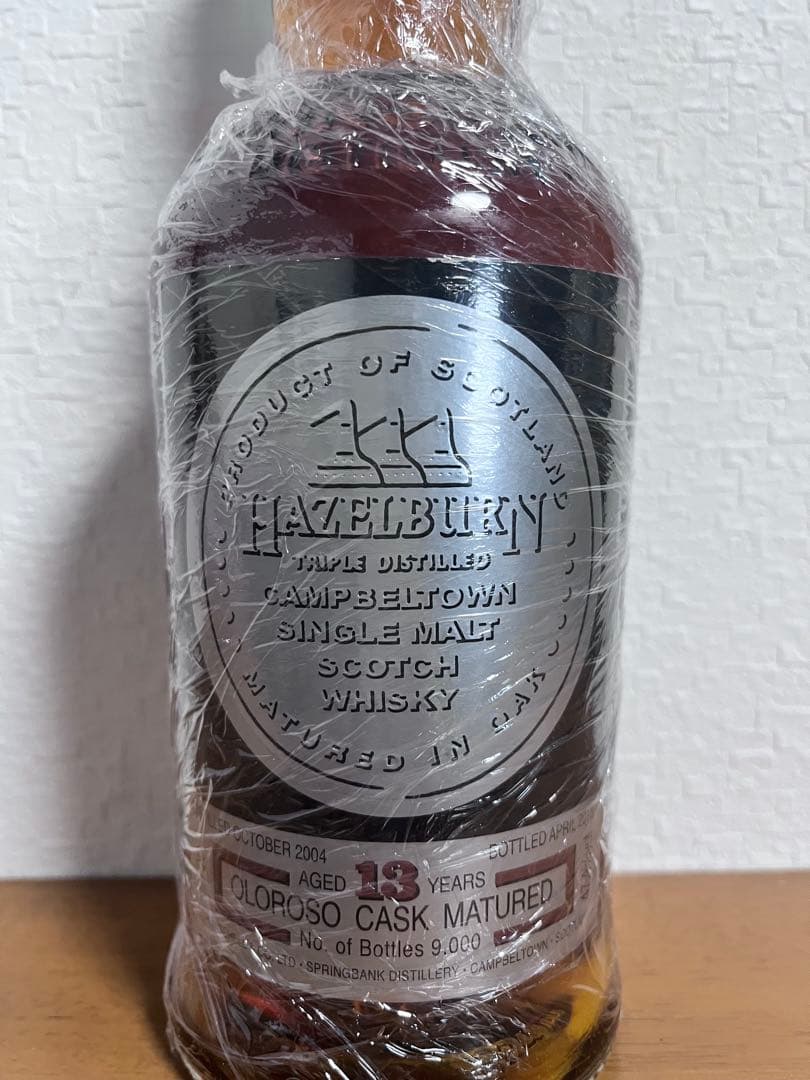 PRODUCT OF SCOTLAND
HAZELBURN
TRIPLE DISTILLED
CAMPBELTOWN
SINGLE MALT
SCOTCH
WHISKY
MATURED IN OAK
OCTOBER 2004
BOTTLED APRIL
AGED 13 YEARS
OLOROSO CASK MATURED
No. of Bottles 9.000
LTD • SPRINGBANK DISTILLERY • CAMPBELTOWN •